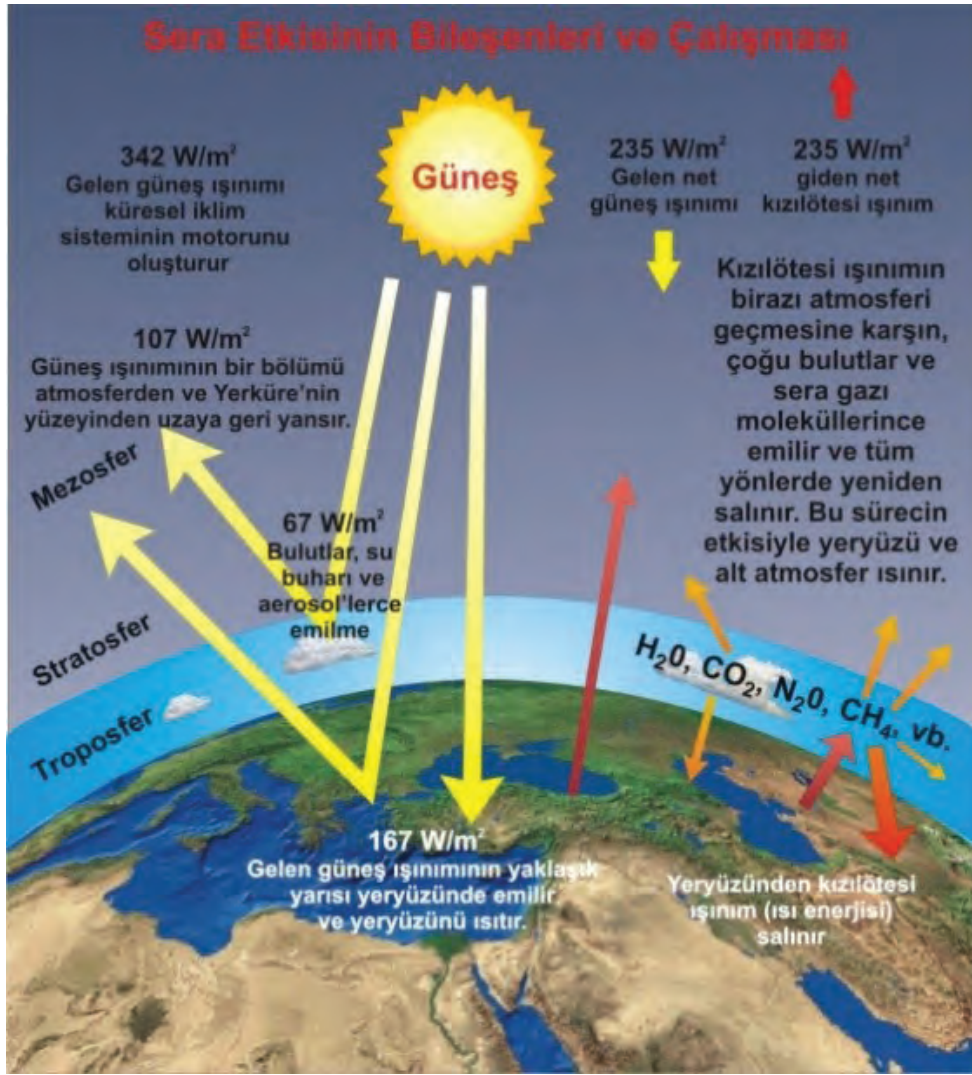 Sera Etkisinin Bileşenleri ve Çalışması
342 W/m²
Gelen güneş ışınımı
küresel iklim
sisteminin motorunu
oluşturur
Güneş
235 W/m²
Gelen net
güneş ışınımı
235 W/m²
giden net
kızılötesi ışınım
107 W/m²
Güneş ışınımının bir bölümü
atmosferden ve Yerküre'nin
yüzeyinden uzaya geri yansır.
Kızılötesi ışınımın
birazı atmosferi
geçmesine karşın,
çoğu bulutlar ve
sera gazı
moleküllerince
emilir ve tüm
yönlerde yeniden
salınır. Bu sürecin
etkisiyle yeryüzü ve
alt atmosfer ısınır.
Mezosfer
67 W/m²
Bulutlar, su
buharı ve
aerosol'lerce
emilme
Stratosfer
Troposfer
H₂0, CO₂, N₂0, CH₄, vb.
167 W/m²
Gelen güneş ışınımının yaklaşık
yarısı yeryüzünde emilir
ve yeryüzünü ısıtır.
Yeryüzünden kızılötesi
ışınım (ısı enerjisi)
salınır